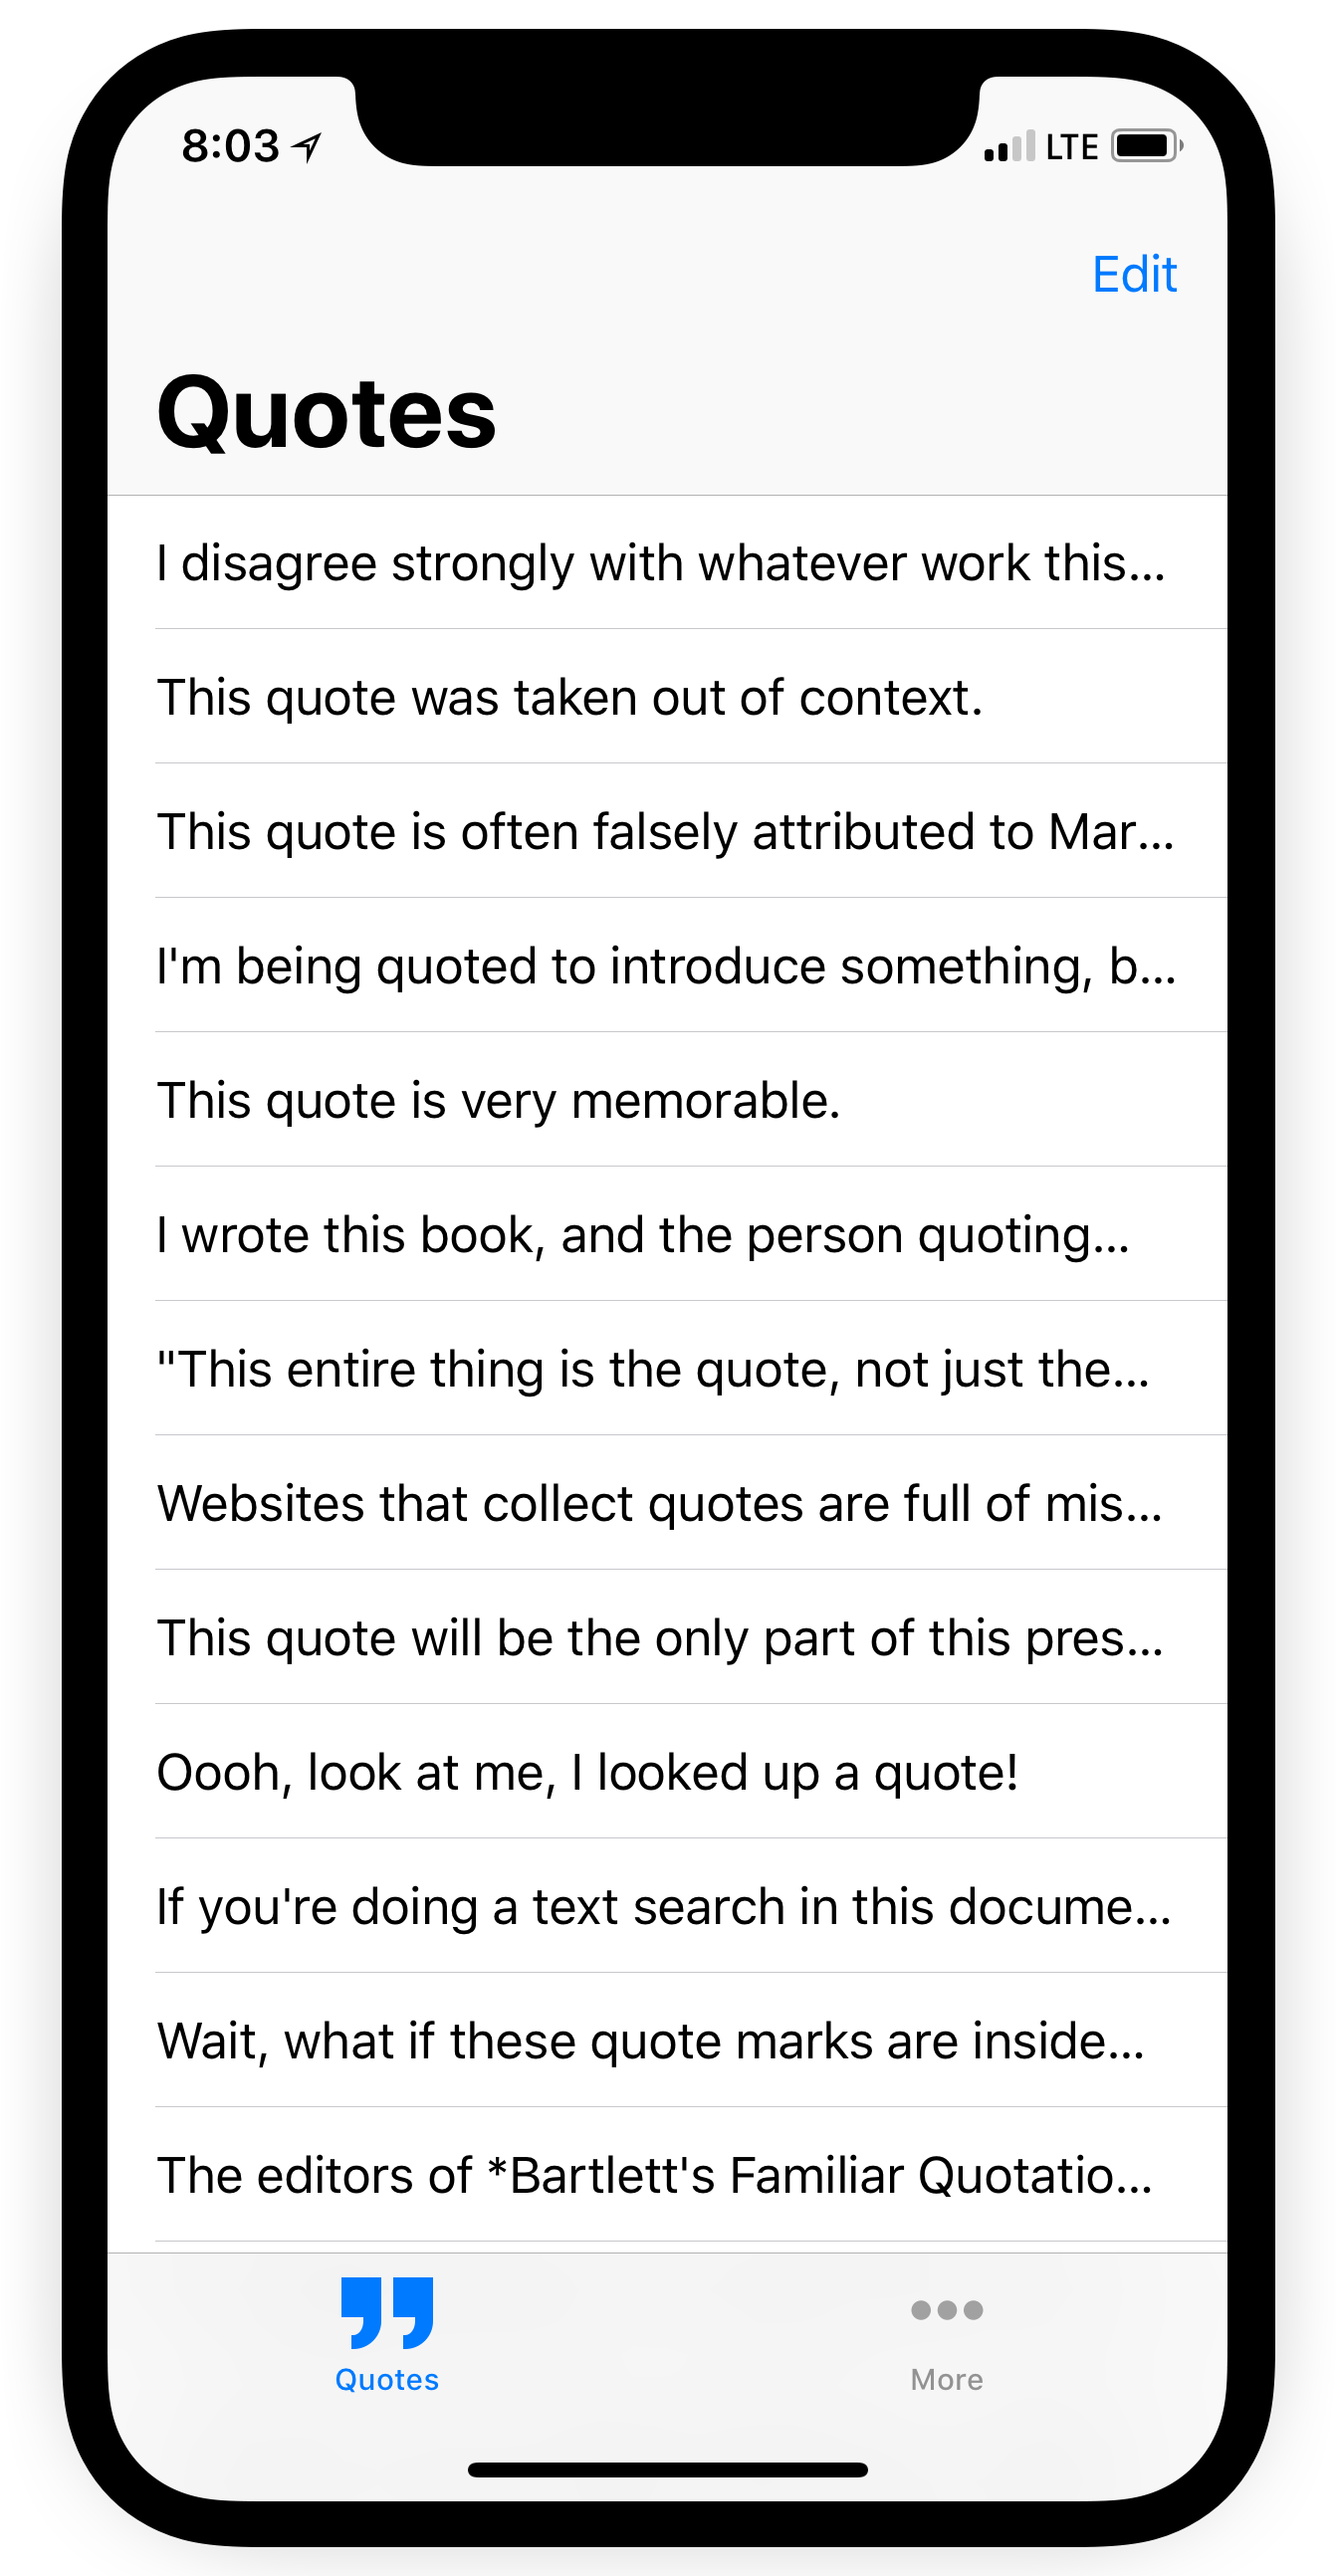 8:03 LTE
Edit
Quotes
I disagree strongly with whatever work this...
This quote was taken out of context.
This quote is often falsely attributed to Mar...
I'm being quoted to introduce something, b...
This quote is very memorable.
I wrote this book, and the person quoting...
"This entire thing is the quote, not just the...
Websites that collect quotes are full of mis...
This quote will be the only part of this pres...
Oooh, look at me, I looked up a quote!
If you're doing a text search in this docume...
Wait, what if these quote marks are inside...
The editors of *Bartlett's Familiar Quotatio...
Quotes More